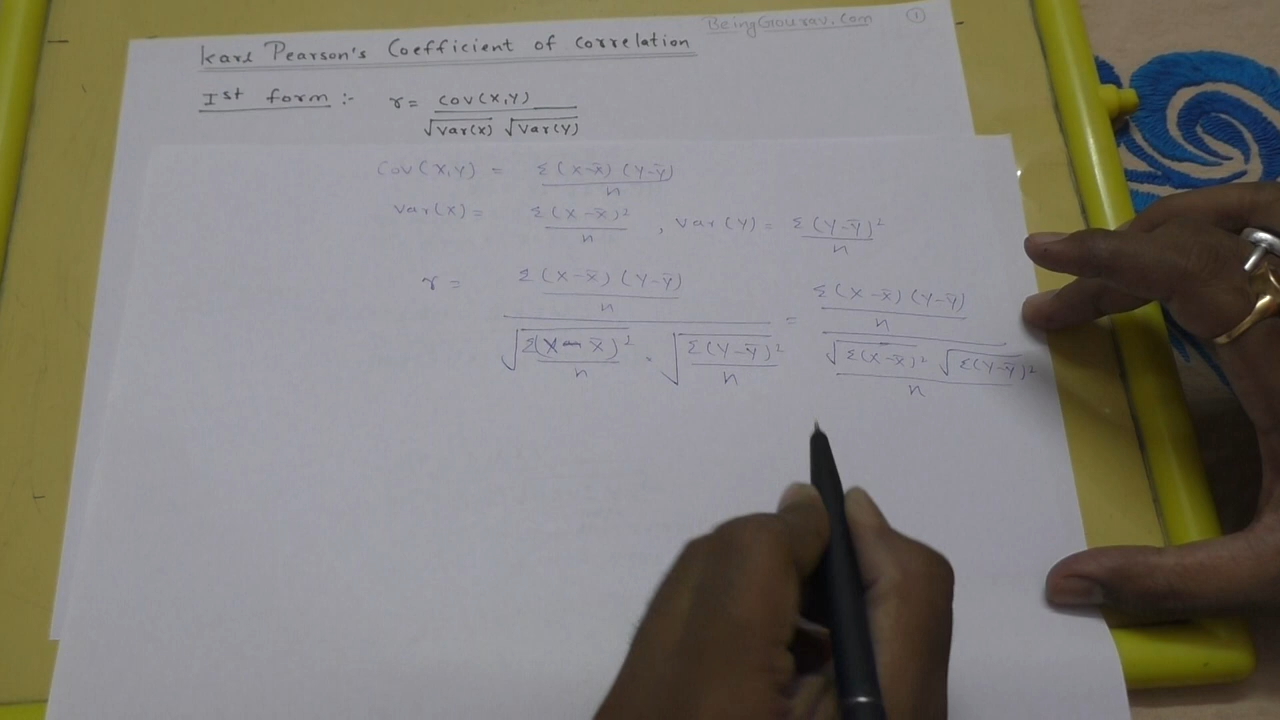 BeingGourav.Com ①
Karl Pearson's Coefficient of Correlation
Ist form :- r = Cov(X,Y) / √Var(X) √Var(Y)
Cov(X,Y) = Σ(X-X̄)(Y-Ȳ) / n
Var(X) = Σ(X-X̄)² / n , Var(Y) = Σ(Y-Ȳ)² / n
r = (Σ(X-X̄)(Y-Ȳ) / n) / (√(Σ(X-X̄)² / n) · √(Σ(Y-Ȳ)² / n)) = (Σ(X-X̄)(Y-Ȳ) / n) / (√Σ(X-X̄)² √Σ(Y-Ȳ)² / n)